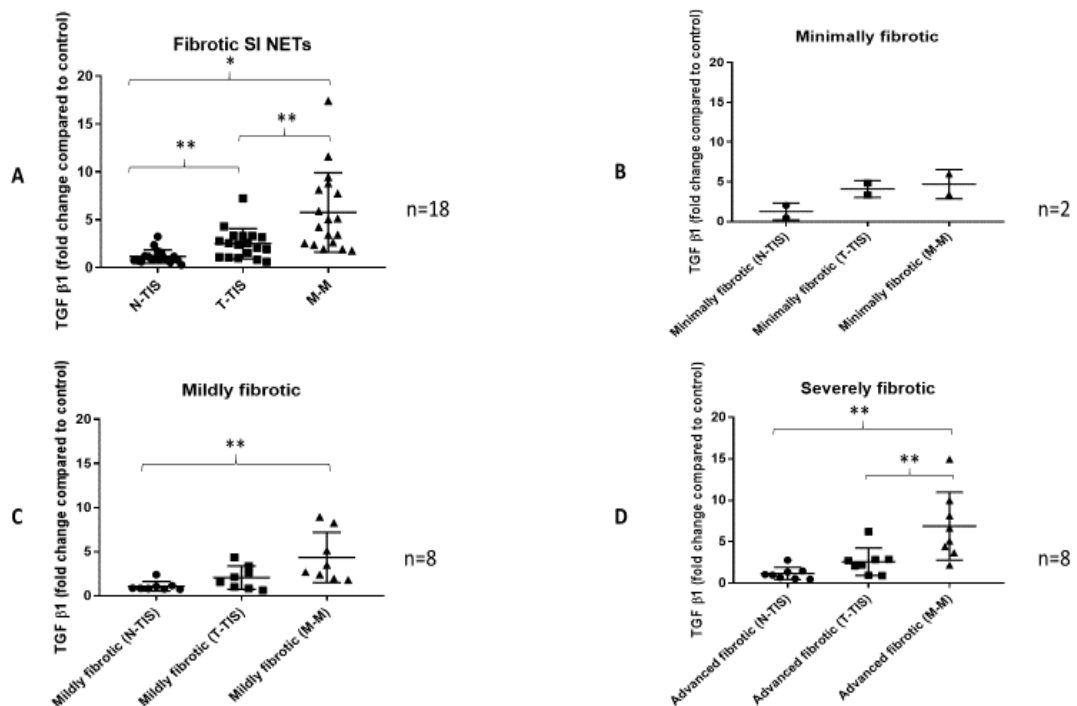 A
Fibrotic SI NETs
TGF β1 (fold change compared to control)
20
15
10
5
0
*
**
**
N-TIS
T-TIS
M-M
n=18
B
Minimally fibrotic
TGF β1 (fold change compared to control)
20
15
10
5
0
Minimally fibrotic (N-TIS)
Minimally fibrotic (T-TIS)
Minimally fibrotic (M-M)
n=2
C
Mildly fibrotic
TGF β1 (fold change compared to control)
20
15
10
5
0
**
Mildly fibrotic (N-TIS)
Mildly fibrotic (T-TIS)
Mildly fibrotic (M-M)
n=8
D
Severely fibrotic
TGF β1 (fold change compared to control)
20
15
10
5
0
**
**
Advanced fibrotic (N-TIS)
Advanced fibrotic (T-TIS)
Advanced fibrotic (M-M)
n=8